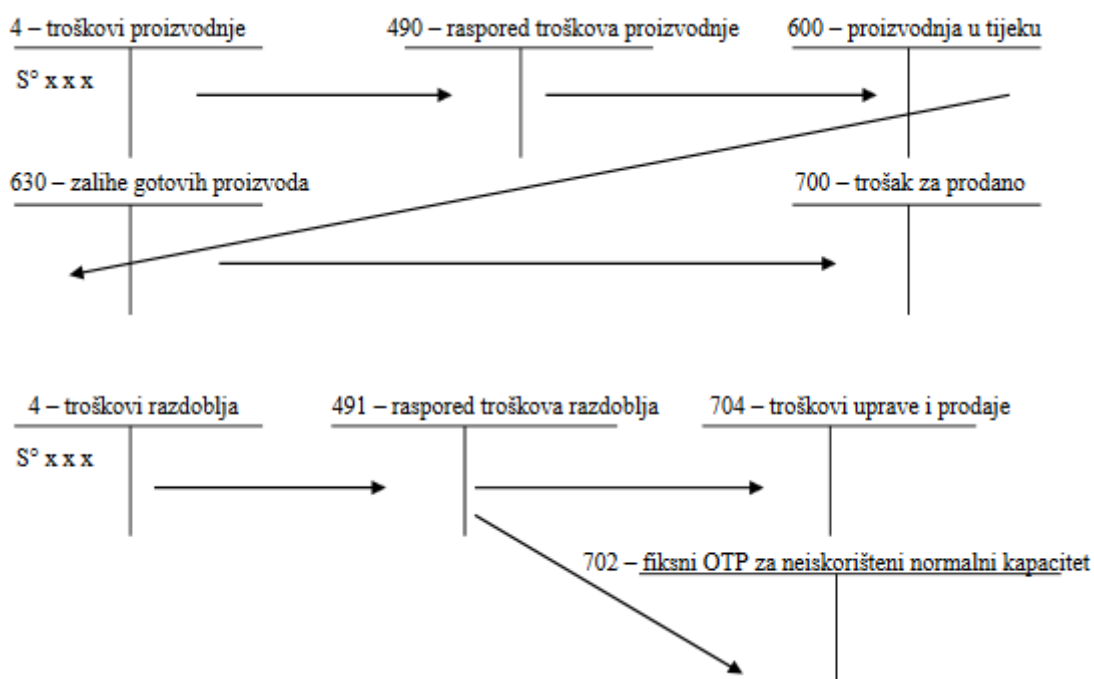 4 – troškovi proizvodnje
490 – raspored troškova proizvodnje
600 – proizvodnja u tijeku
S° x x x
630 – zalihe gotovih proizvoda
700 – trošak za prodano
4 – troškovi razdoblja
491 – raspored troškova razdoblja
704 – troškovi uprave i prodaje
S° x x x
702 – fiksni OTP za neiskorišteni normalni kapacitet